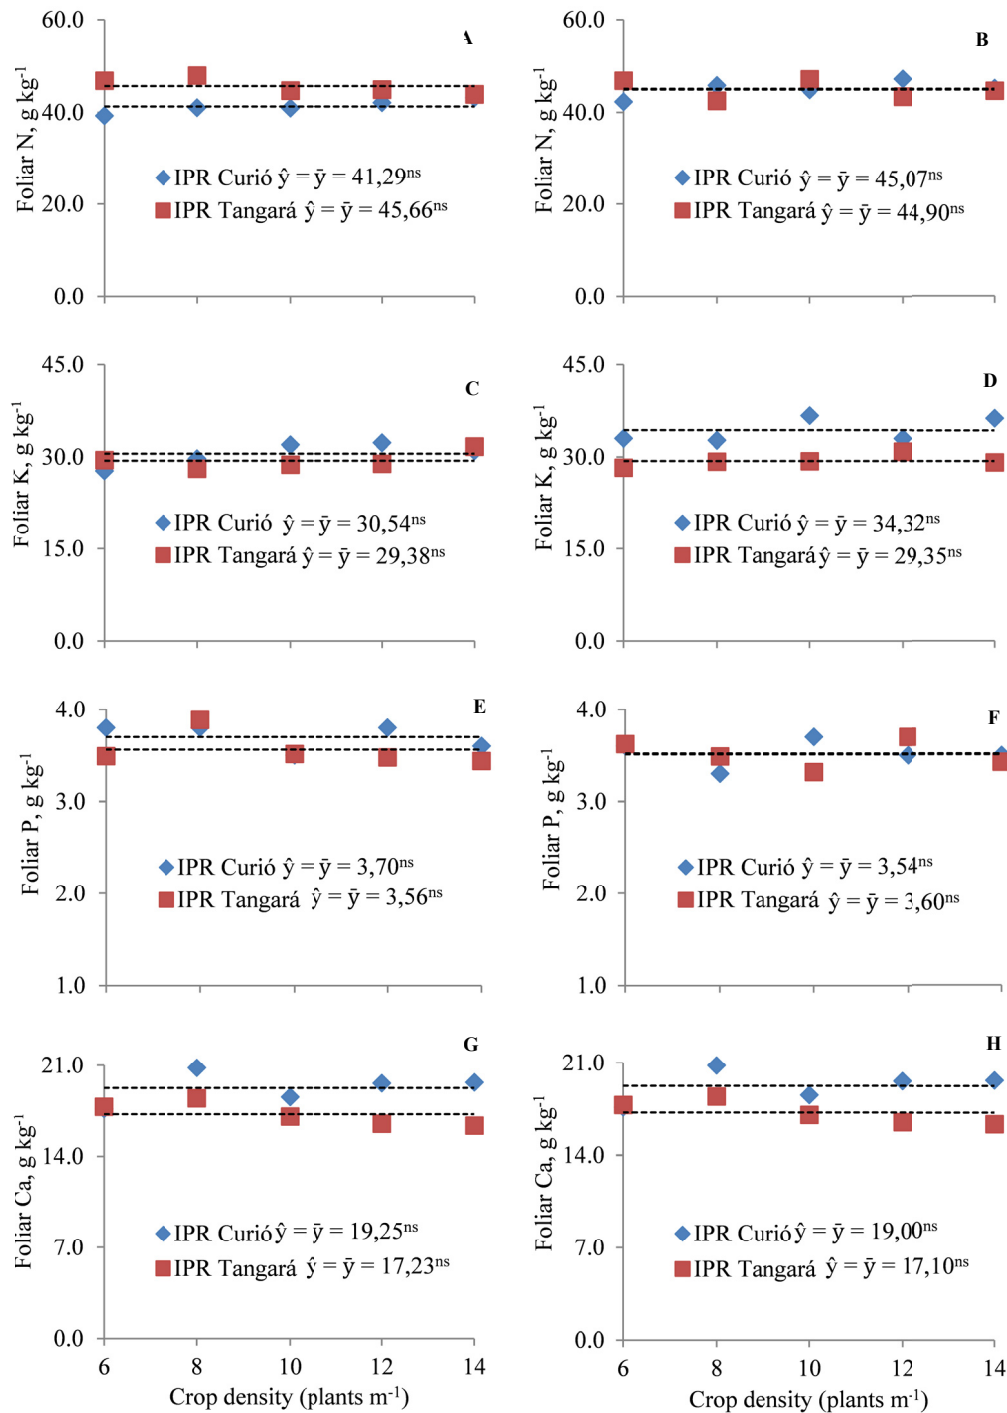 60.0
40.0
20.0
0.0
Foliar N, g kg⁻¹
A
IPR Curió ŷ = ȳ = 41,29ⁿˢ
IPR Tangará ŷ = ȳ = 45,66ⁿˢ
60.0
40.0
20.0
0.0
Foliar N, g kg⁻¹
B
IPR Curió ŷ = ȳ = 45,07ⁿˢ
IPR Tangará ŷ = ȳ = 44,90ⁿˢ
45.0
30.0
15.0
0.0
Foliar K, g kg⁻¹
C
IPR Curió ŷ = ȳ = 30,54ⁿˢ
IPR Tangará ŷ = ȳ = 29,38ⁿˢ
45.0
30.0
15.0
0.0
Foliar K, g kg⁻¹
D
IPR Curió ŷ = ȳ = 34,32ⁿˢ
IPR Tangará ŷ = ȳ = 29,35ⁿˢ
4.0
3.0
2.0
1.0
Foliar P, g kg⁻¹
E
IPR Curió ŷ = ȳ = 3,70ⁿˢ
IPR Tangará ŷ = ȳ = 3,56ⁿˢ
4.0
3.0
2.0
1.0
Foliar P, g kg⁻¹
F
IPR Curió ŷ = ȳ = 3,54ⁿˢ
IPR Tangará ŷ = ȳ = 3,60ⁿˢ
21.0
14.0
7.0
0.0
Foliar Ca, g kg⁻¹
G
IPR Curió ŷ = ȳ = 19,25ⁿˢ
IPR Tangará ŷ = ȳ = 17,23ⁿˢ
6 8 10 12 14
Crop density (plants m⁻¹)
21.0
14.0
7.0
0.0
Foliar Ca, g kg⁻¹
H
IPR Curió ŷ = ȳ = 19,00ⁿˢ
IPR Tangará ŷ = ȳ = 17,10ⁿˢ
6 8 10 12 14
Crop density (plants m⁻¹)